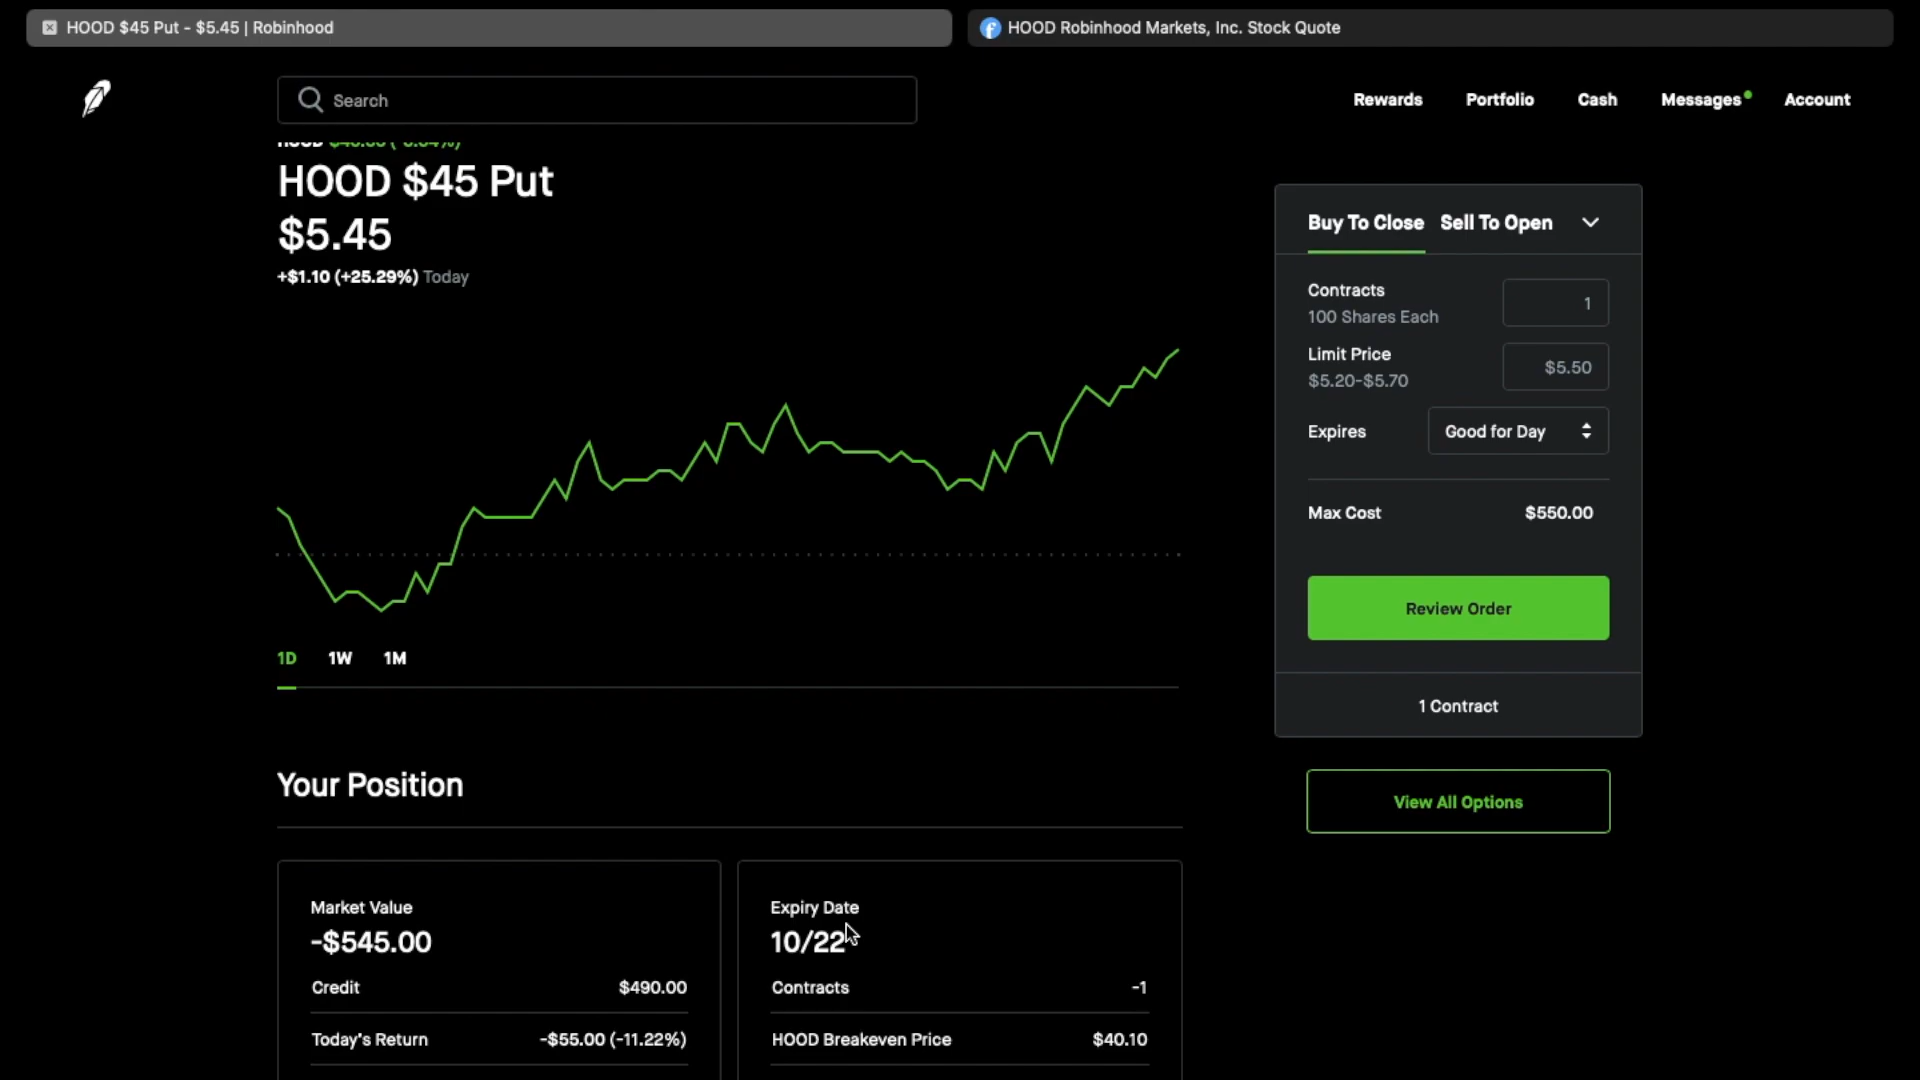 HOOD $45 Put - $5.45 | Robinhood
HOOD Robinhood Markets, Inc. Stock Quote
Search
Rewards
Portfolio
Cash
Messages
Account
HOOD
HOOD $45 Put
$5.45
+$1.10 (+25.29%) Today
1D 1W 1M
Buy To Close Sell To Open
Contracts
1
100 Shares Each
Limit Price
$5.50
$5.20-$5.70
Expires
Good for Day
Max Cost $550.00
Review Order
1 Contract
View All Options
Your Position
Market Value
-$545.00
Credit $490.00
Today's Return -$55.00 (-11.22%)
Expiry Date
10/22
Contracts -1
HOOD Breakeven Price $40.10